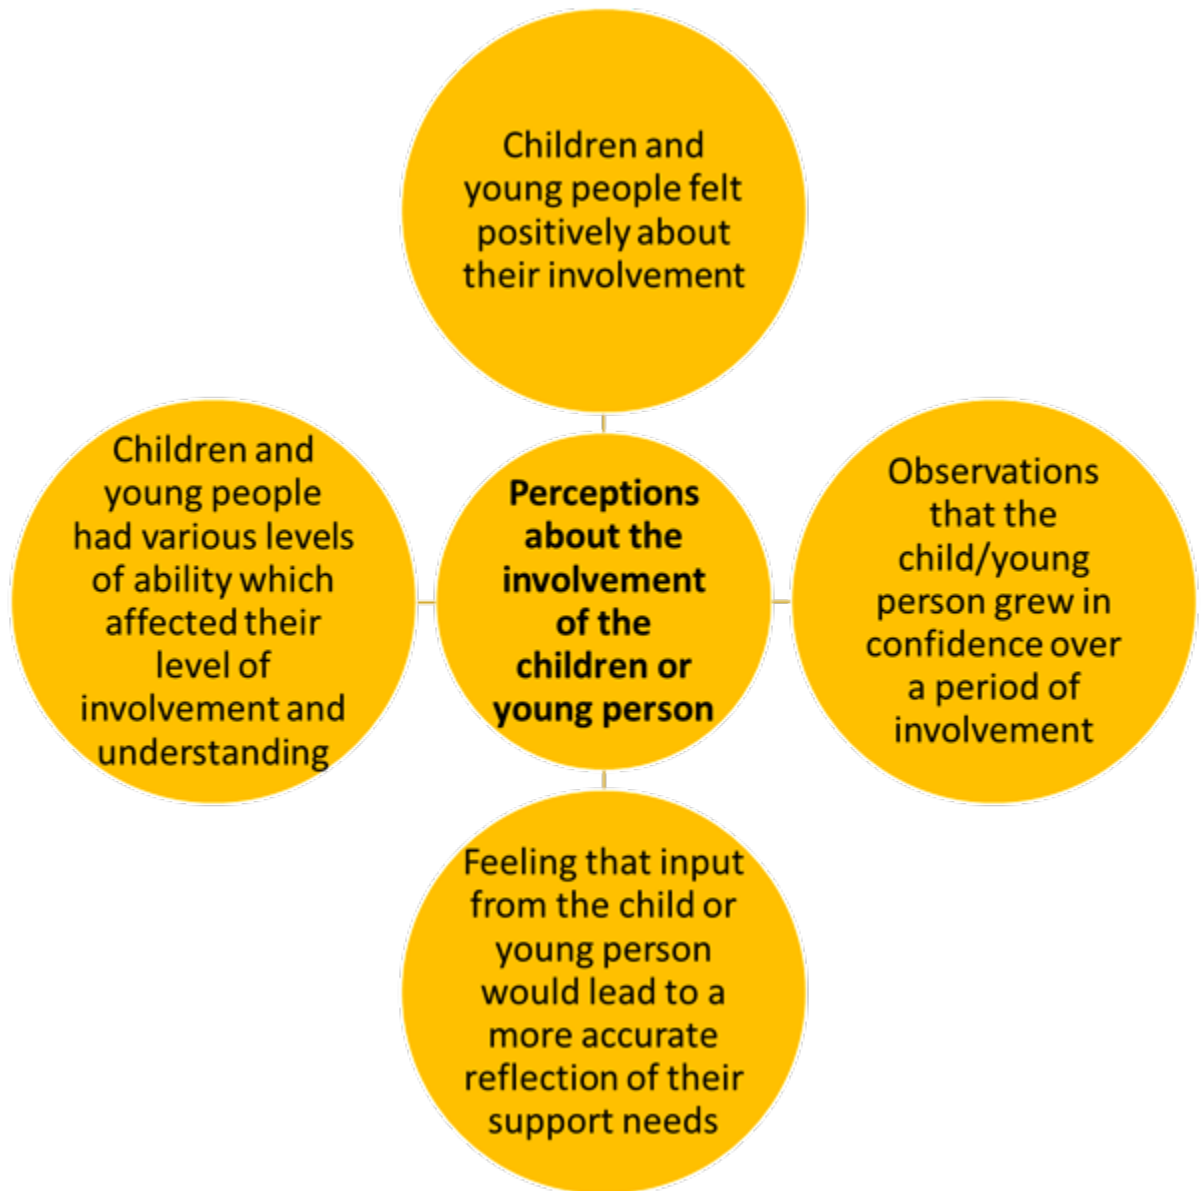 Children and
young people felt
positively about
their involvement
Children and
young people
had various levels
of ability which
affected their
level of
involvement and
understanding
Perceptions
about the
involvement
of the
children or
young person
Observations
that the
child/young
person grew in
confidence over
a period of
involvement
Feeling that input
from the child or
young person
would lead to a
more accurate
reflection of their
support needs